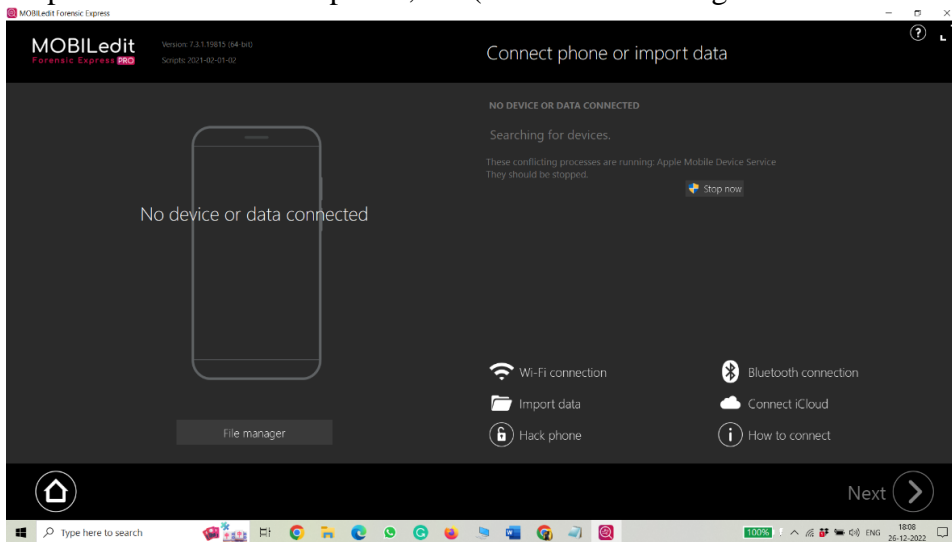 MOBILedit Forensic Express
MOBILedit
Forensic Express PRO
Version: 7.3.1.19815 (64-bit)
Scripts: 2021-02-01-02
Connect phone or import data
?
NO DEVICE OR DATA CONNECTED
Searching for devices.
These conflicting processes are running: Apple Mobile Device Service
They should be stopped.
Stop now
No device or data connected
Wi-Fi connection
Bluetooth connection
Import data
Connect iCloud
Hack phone
How to connect
File manager
Next
Type here to search
100%
ENG
18:08
26-12-2022